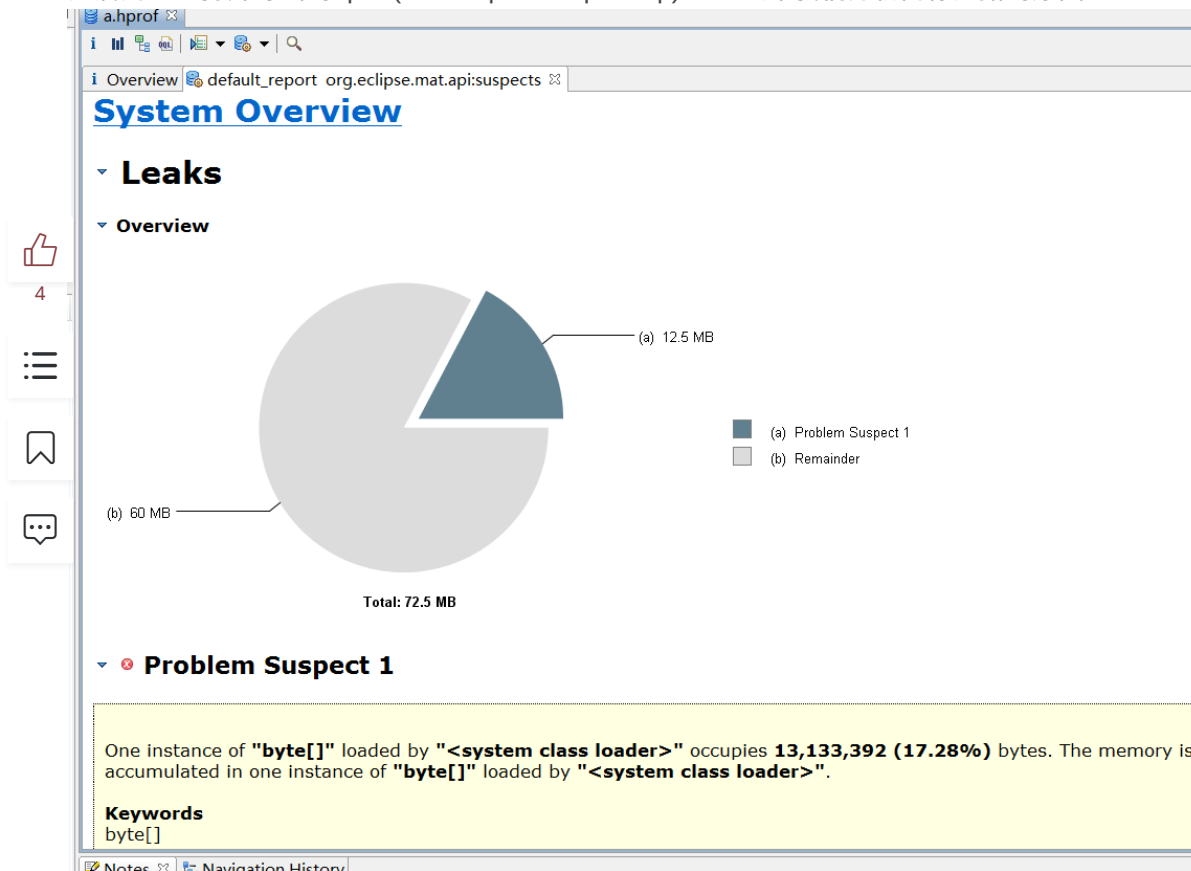 a.hprof
i Overview default_report org.eclipse.mat.api:suspects
System Overview
Leaks
Overview
4
(a) 12.5 MB
(a) Problem Suspect 1
(b) Remainder
(b) 60 MB
Total: 72.5 MB
Problem Suspect 1
One instance of "byte[]" loaded by "<system class loader>" occupies 13,133,392 (17.28%) bytes. The memory is
accumulated in one instance of "byte[]" loaded by "<system class loader>".
Keywords
byte[]
Notes Navigation History